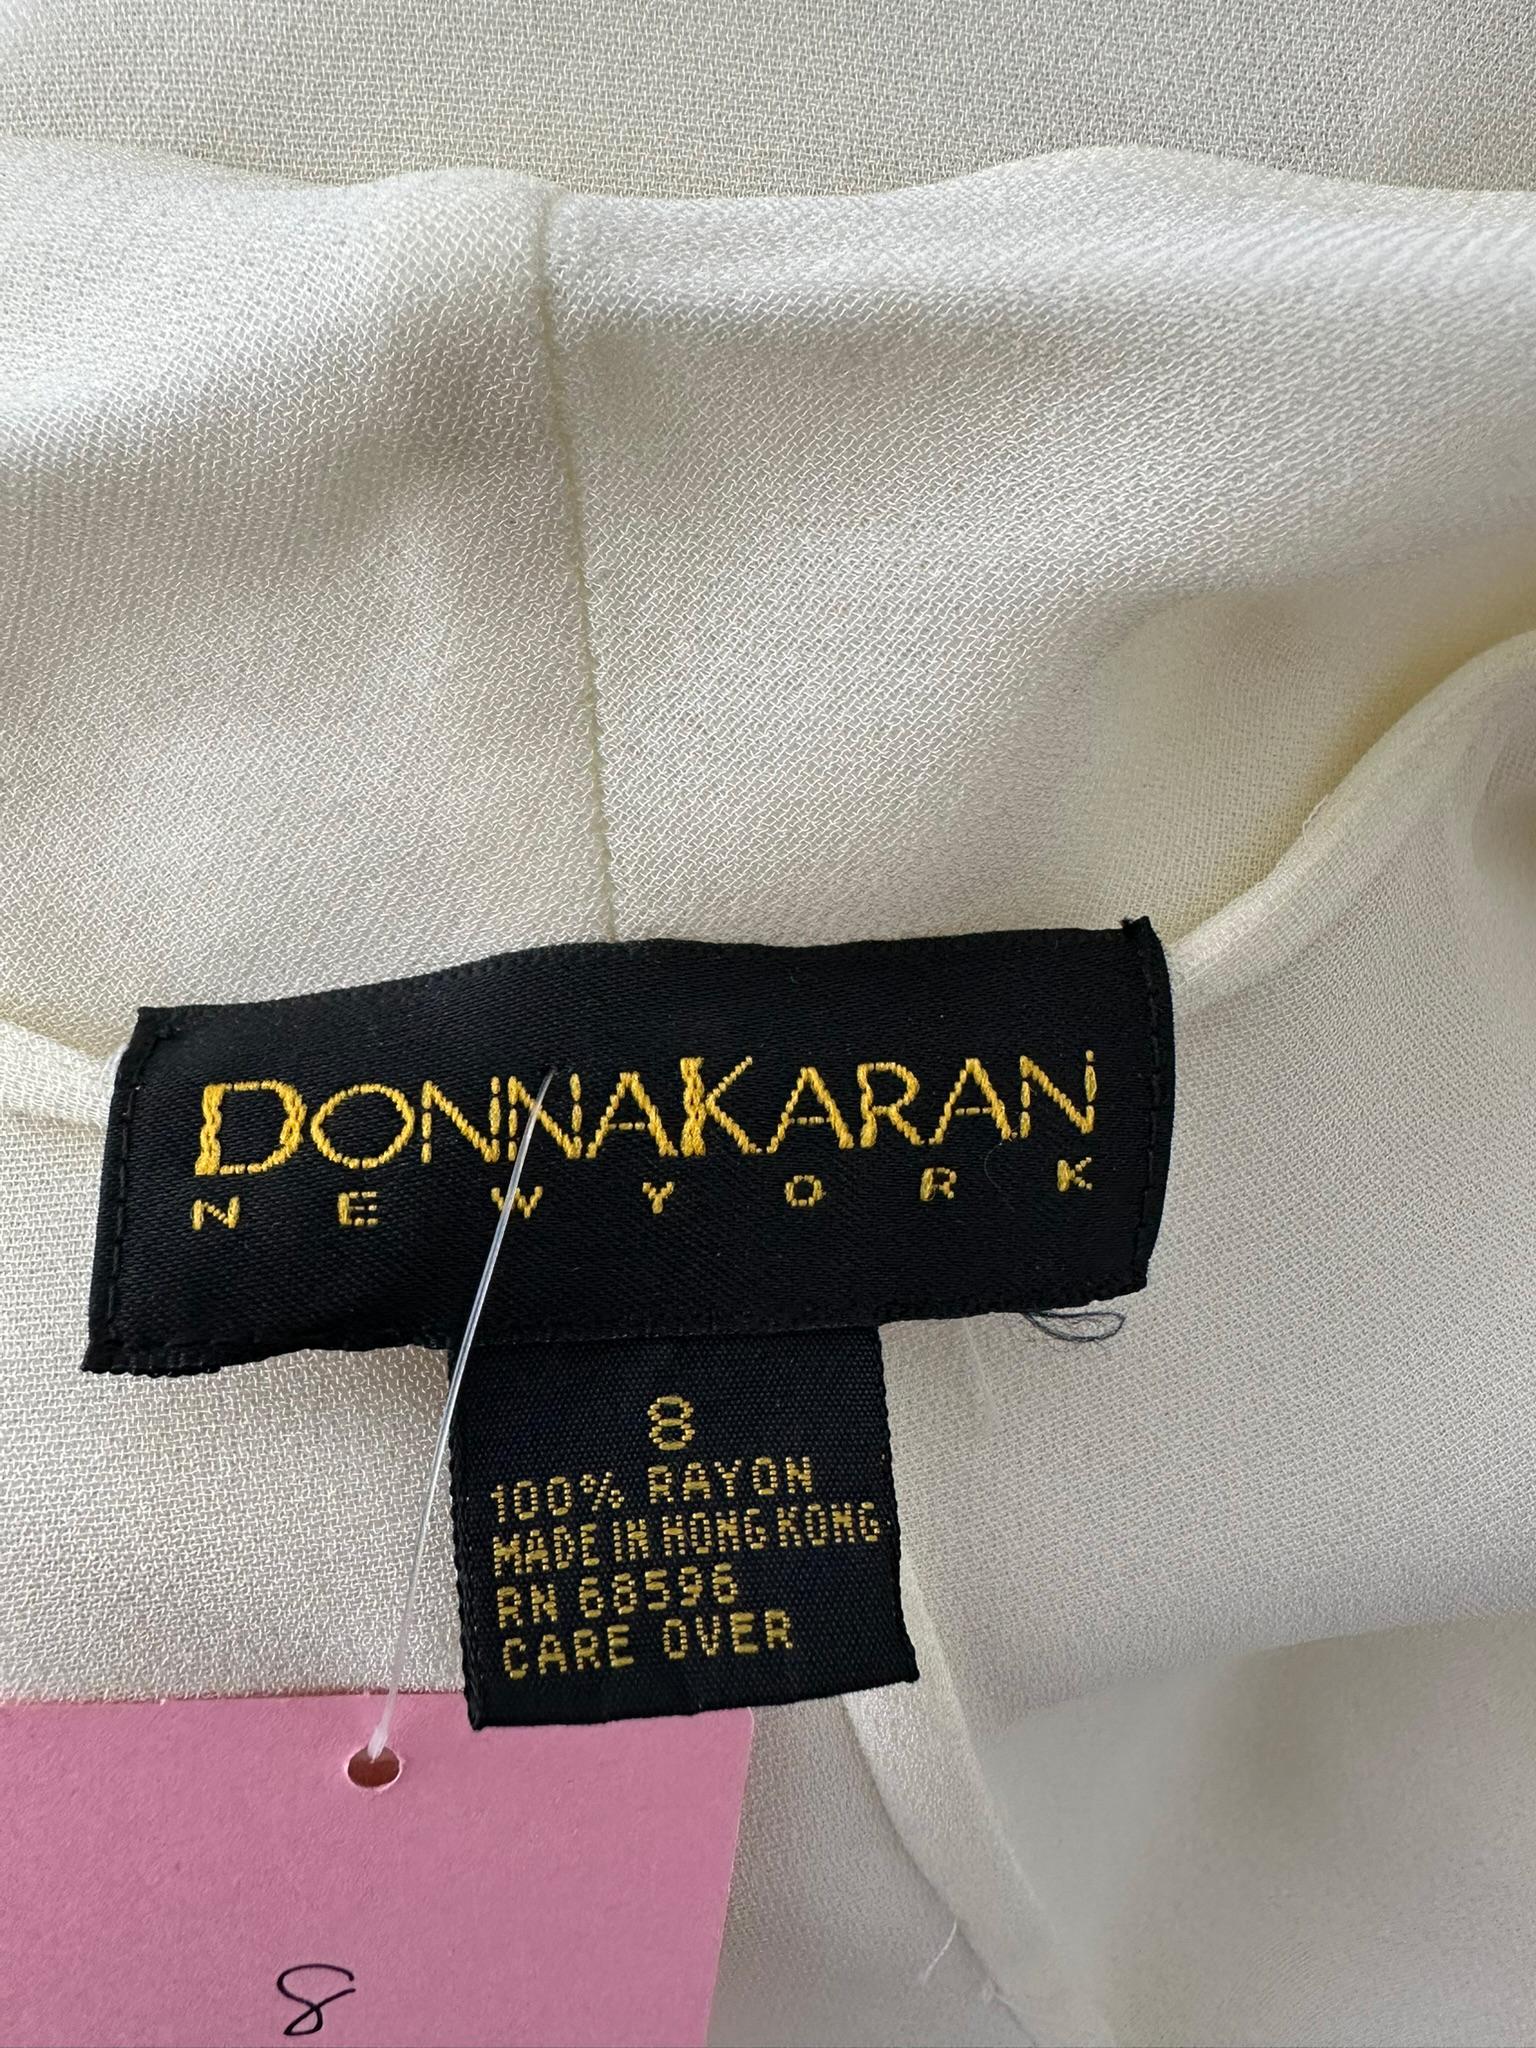 DONNAKARAN
NEW YORK
8
100% RAYON
MADE IN HONG KONG
RN 68596
CARE OVER
8